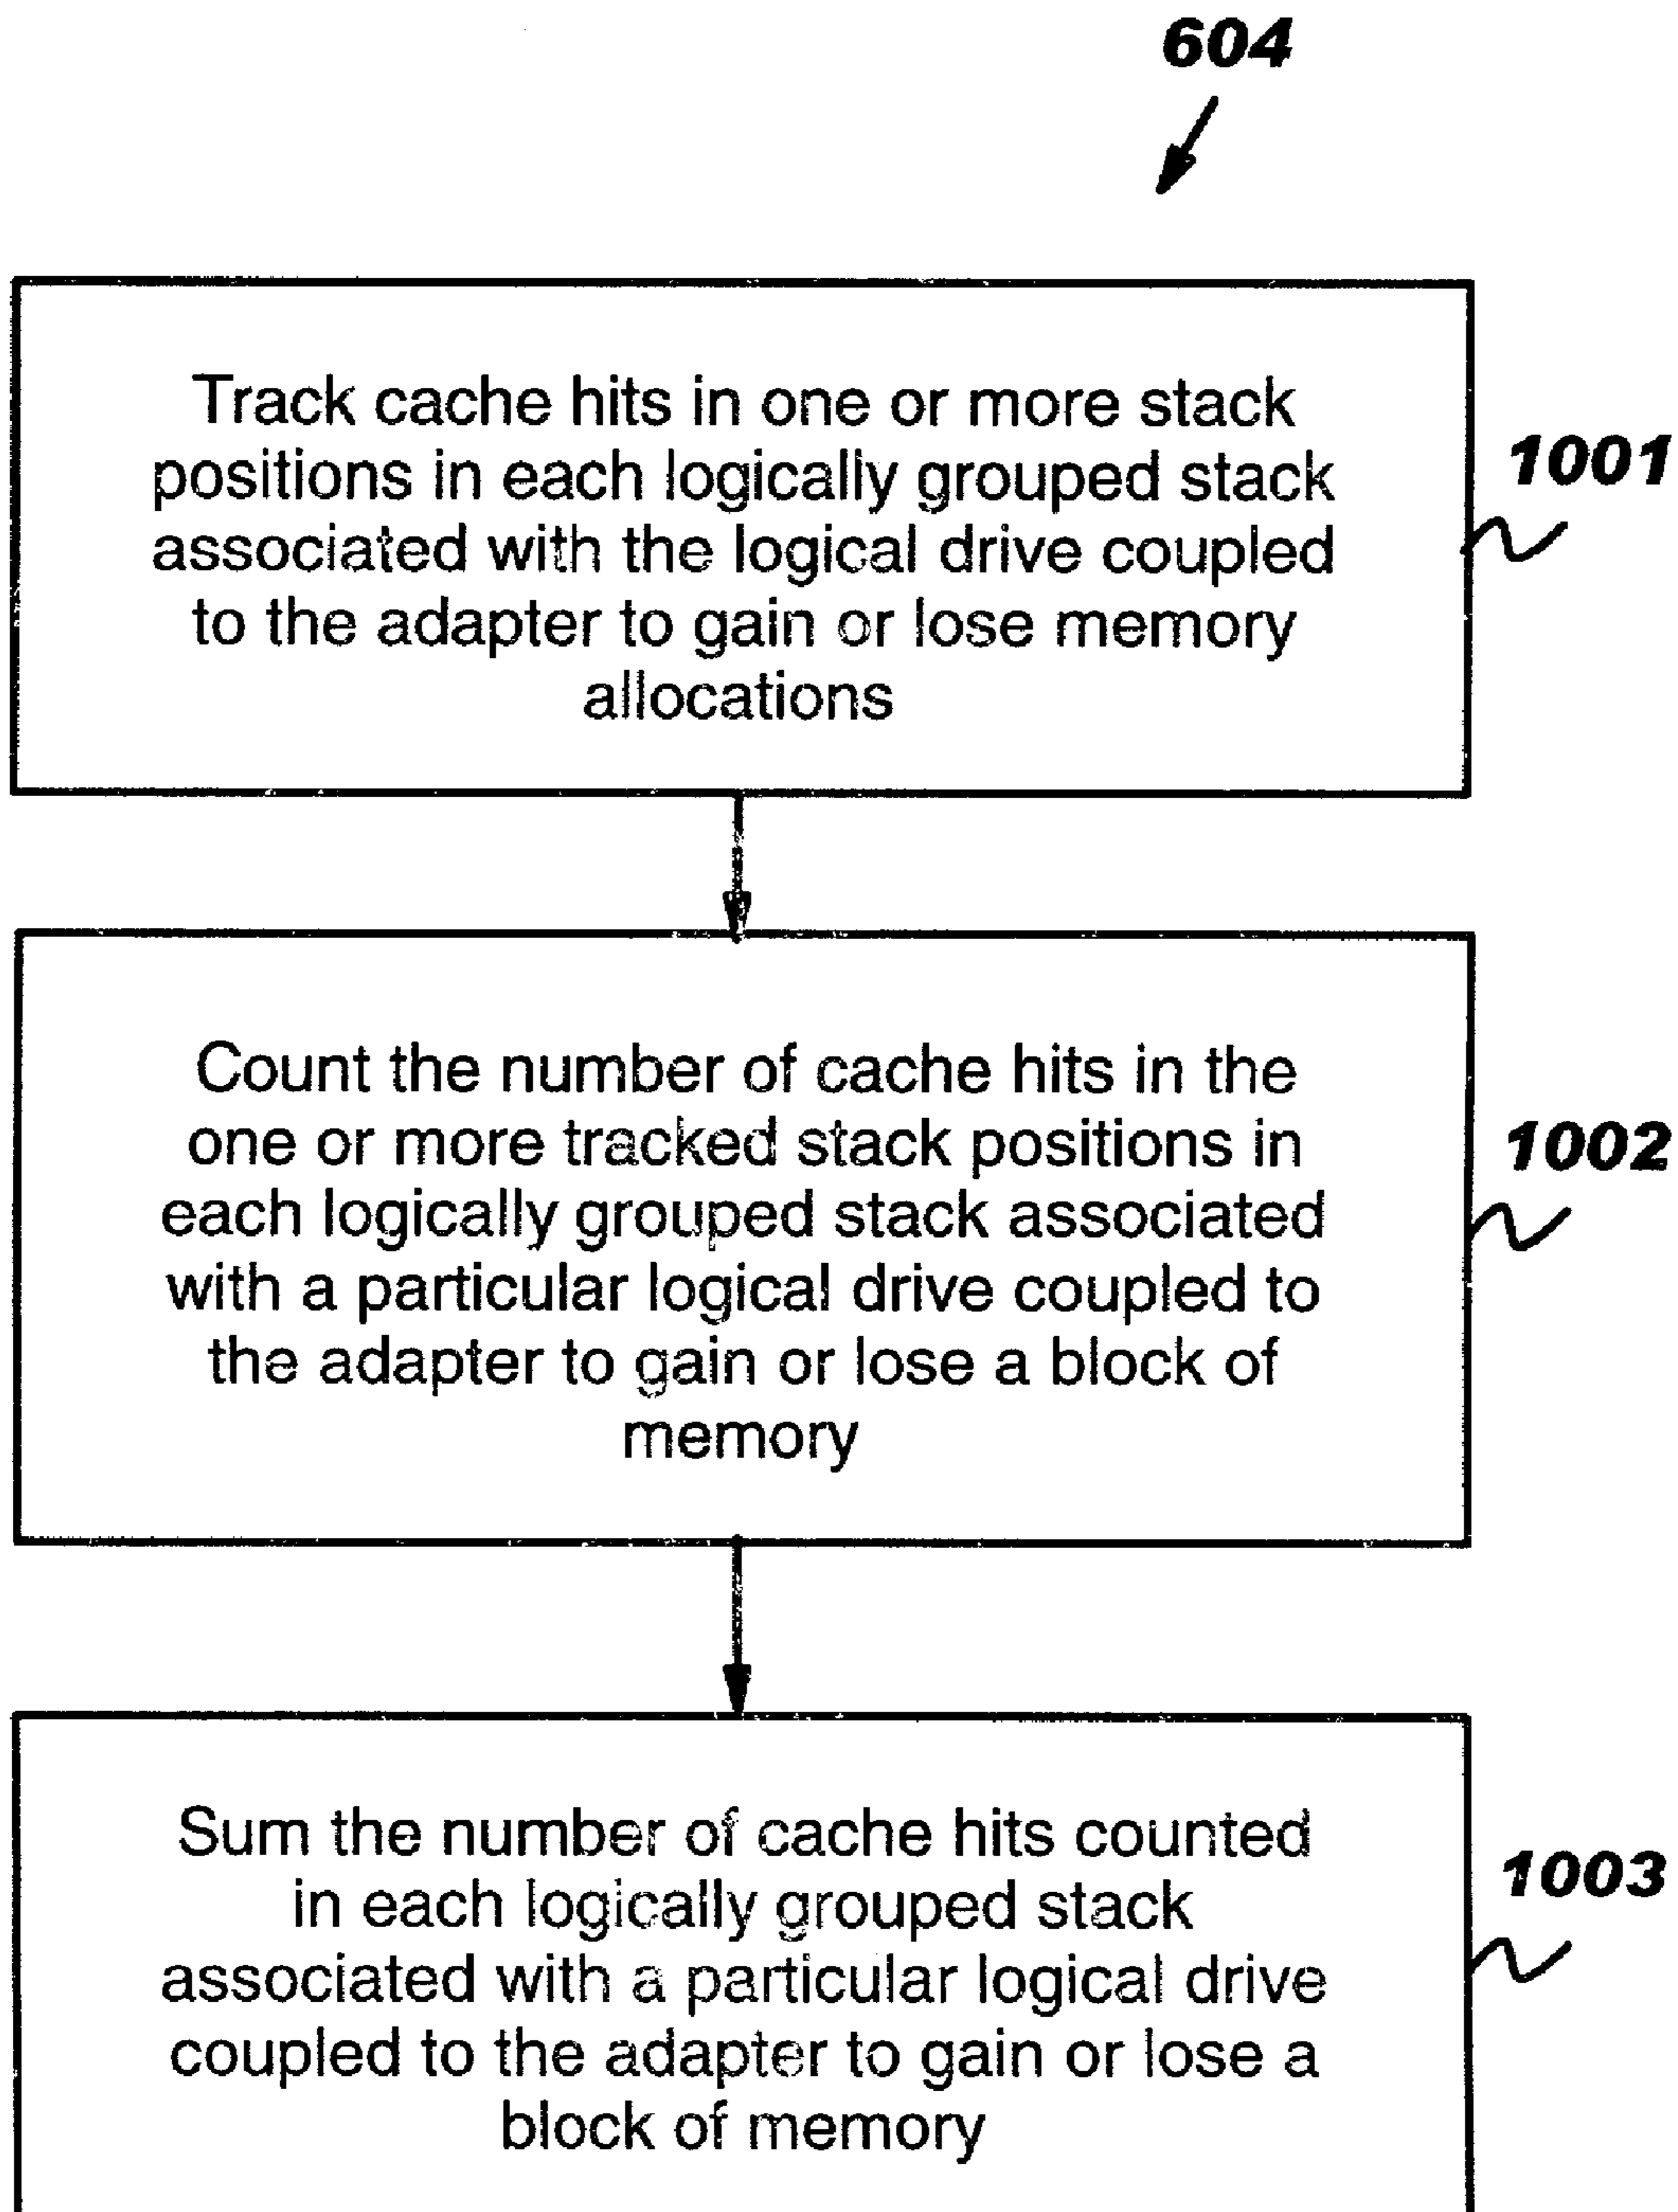 604
Track cache hits in one or more stack
positions in each logically grouped stack
associated with the logical drive coupled
to the adapter to gain or lose memory
allocations
1001
Count the number of cache hits in the
one or more tracked stack positions in
each logically grouped stack associated
with a particular logical drive coupled to
the adapter to gain or lose a block of
memory
1002
Sum the number of cache hits counted
in each logically grouped stack
associated with a particular logical drive
coupled to the adapter to gain or lose a
block of memory
1003